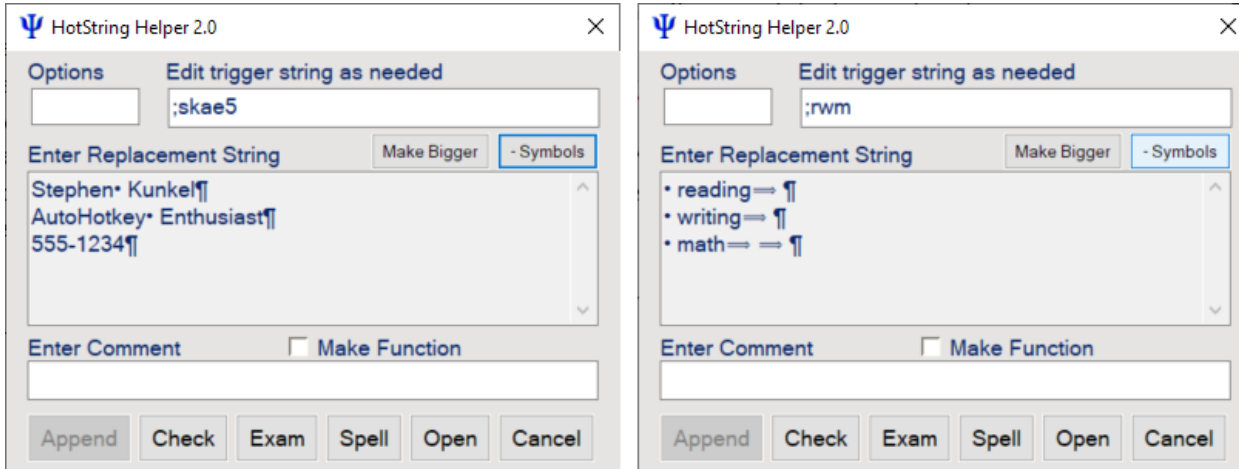 HotString Helper 2.0
Options Edit trigger string as needed
;skae5
Enter Replacement String Make Bigger - Symbols
Stephen• Kunkel¶
AutoHotkey• Enthusiast¶
555-1234¶
Enter Comment Make Function
Append Check Exam Spell Open Cancel
HotString Helper 2.0
Options Edit trigger string as needed
;rwm
Enter Replacement String Make Bigger - Symbols
• reading⟹ ¶
• writing⟹ ¶
• math⟹ ⟹ ¶
Enter Comment Make Function
Append Check Exam Spell Open Cancel